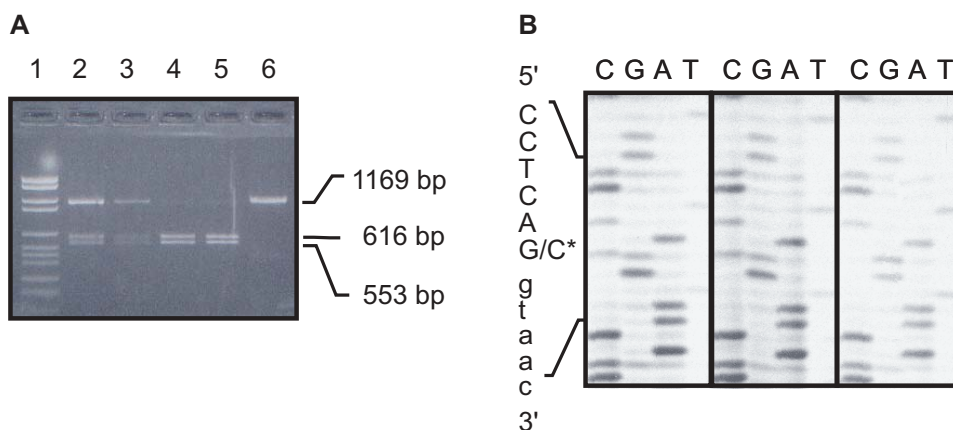 A
1 2 3 4 5 6
1169 bp
616 bp
553 bp
B
5' C G A T C G A T C G A T
C
C
T
C
A
G/C*
g
t
a
a
c
3'